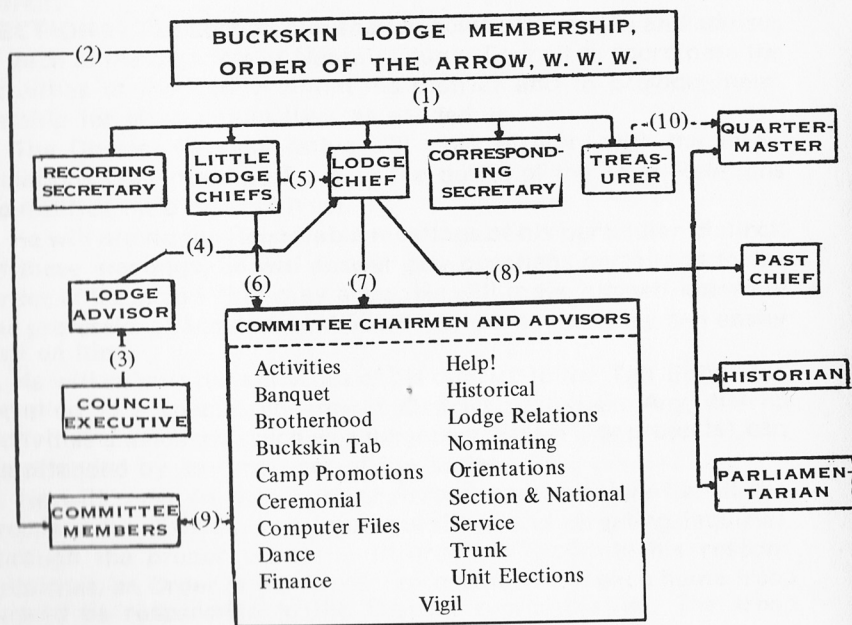 BUCKSKIN LODGE MEMBERSHIP,
ORDER OF THE ARROW, W. W. W.
(2)
(1)
(10)
RECORDING
SECRETARY
LITTLE
LODGE
CHIEFS
(5)
LODGE
CHIEF
CORRESPOND-
ING
SECRETARY
TREAS-
URER
QUARTER-
MASTER
(4)
(6)
(7)
(8)
PAST
CHIEF
LODGE
ADVISOR
(3)
COUNCIL
EXECUTIVE
COMMITTEE
MEMBERS
(9)
COMMITTEE CHAIRMEN AND ADVISORS
Activities
Banquet
Brotherhood
Buckskin Tab
Camp Promotions
Ceremonial
Computer Files
Dance
Finance
Help!
Historical
Lodge Relations
Nominating
Orientations
Section & National
Service
Trunk
Unit Elections
Vigil
HISTORIAN
PARLIAMEN-
TARIAN